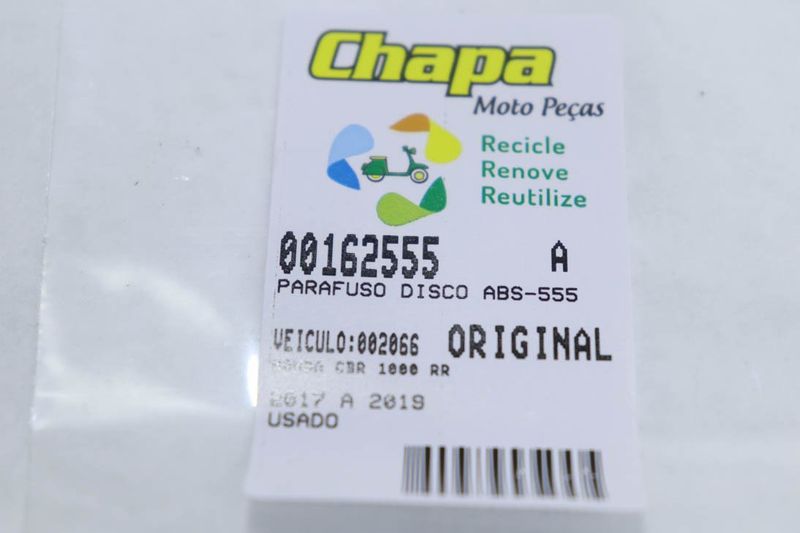 Chapa
Moto Peças
Recicle
Renove
Reutilize
00162555 A
PARAFUSO DISCO ABS-555
VEICULO:002066 ORIGINAL
HONDA CBR 1000 RR
2017 A 2019
USADO